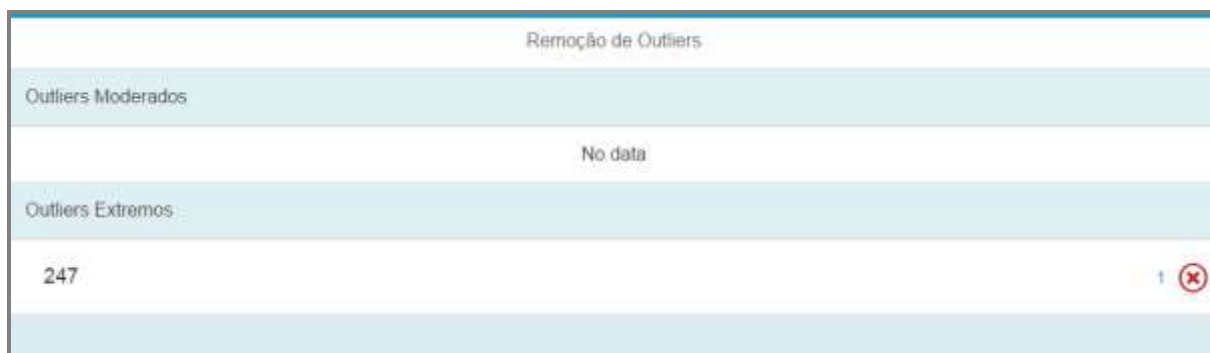 Remoção de Outliers
Outliers Moderados
No data
Outliers Extremos
247 1